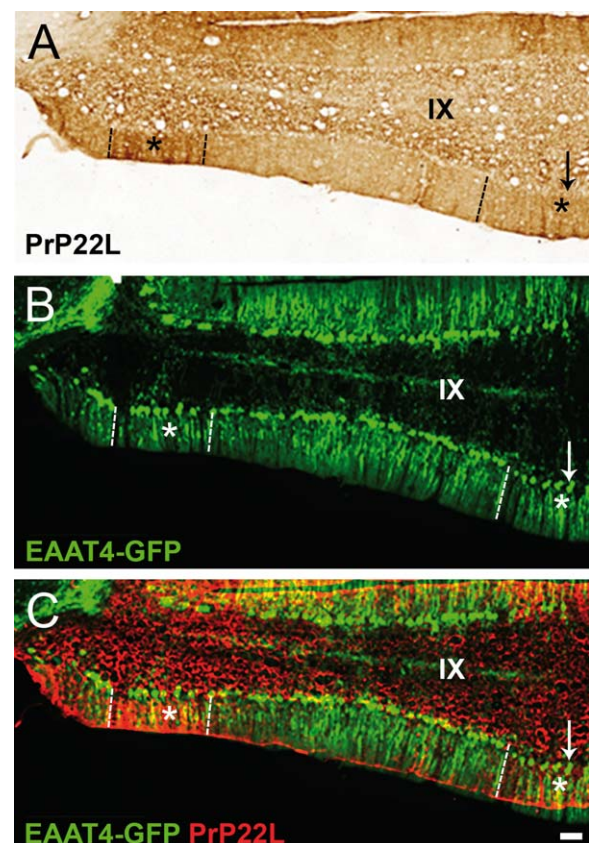 A
IX
*
*
PrP22L
B
IX
*
*
EAAT4-GFP
C
IX
*
*
EAAT4-GFP PrP22L